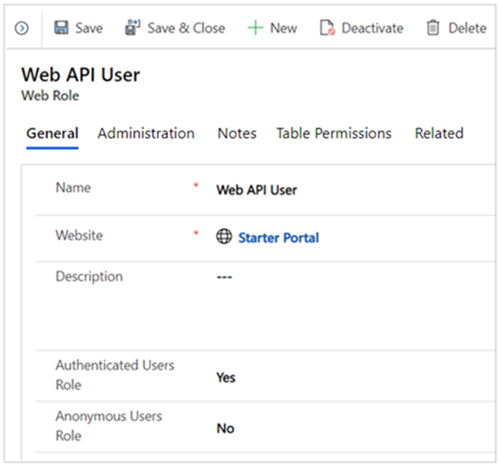 Save Save & Close New Deactivate Delete
Web API User
Web Role
General Administration Notes Table Permissions Related
Name * Web API User
Website * Starter Portal
Description ---
Authenticated Users
Role Yes
Anonymous Users
Role No